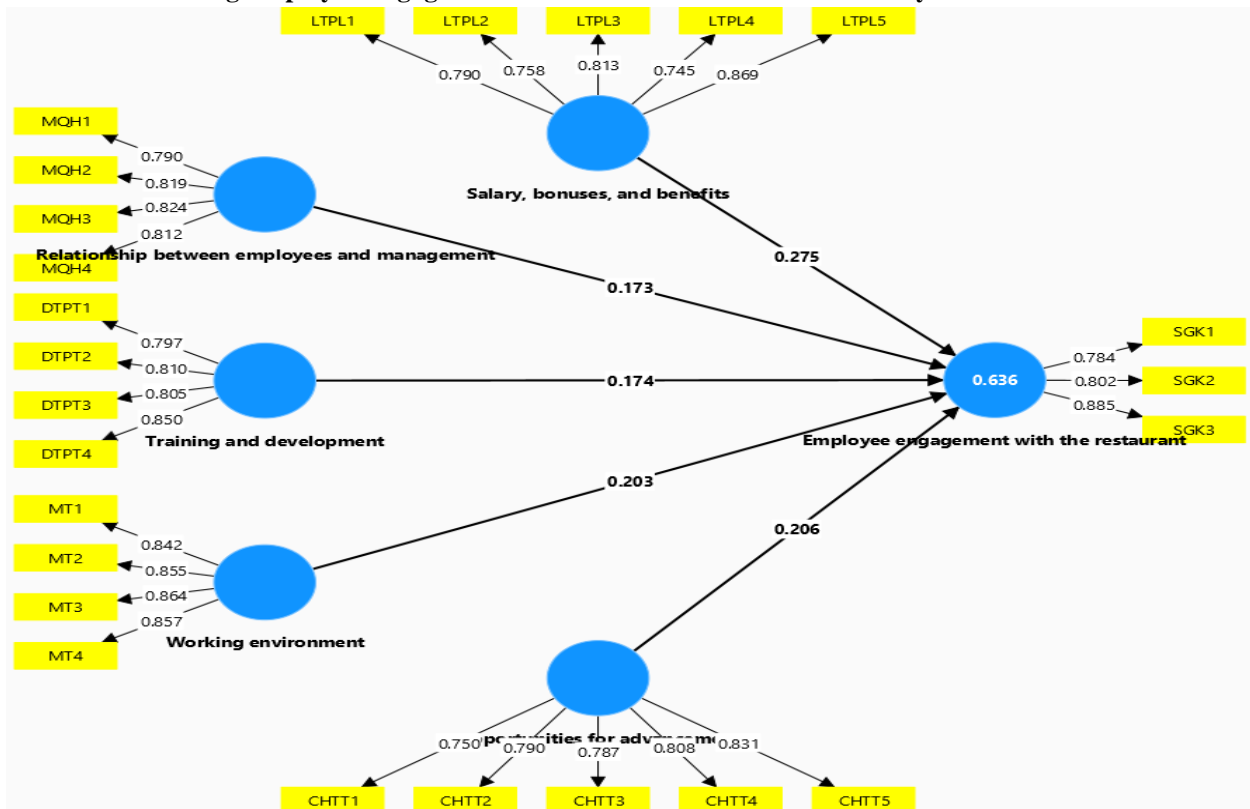 LTPL1 LTPL2 LTPL3 LTPL4 LTPL5
0.790 0.758 0.813 0.745 0.869
Salary, bonuses, and benefits
MQH1
MQH2
MQH3
MQH4
0.790
0.819
0.824
0.812
Relationship between employees and management
0.275
0.173
DTPT1
DTPT2
DTPT3
DTPT4
0.797
0.810
0.805
0.850
Training and development
0.174
0.636
SGK1
SGK2
SGK3
0.784
0.802
0.885
Employee engagement with the restaurant
MT1
MT2
MT3
MT4
0.842
0.855
0.864
0.857
Working environment
0.203
0.206
for
0.750 0.790 0.787 0.808 0.831
CHTT1 CHTT2 CHTT3 CHTT4 CHTT5